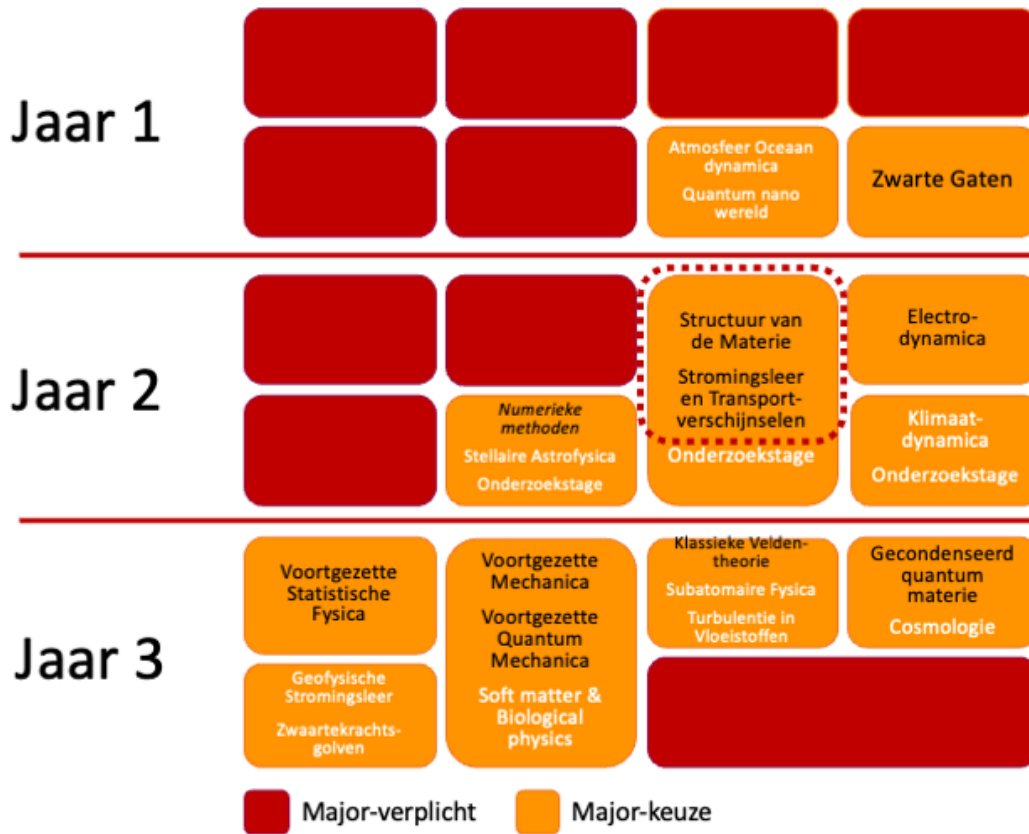 Jaar 1
Atmosfeer Oceaan
dynamica
Quantum nano
wereld
Zwarte Gaten
Jaar 2
Structuur van
de Materie
Stromingsleer
en Transport-
verschijnselen
Onderzoekstage
Electro-
dynamica
Numerieke
methoden
Stellaire Astrofysica
Onderzoekstage
Klimaat-
dynamica
Onderzoekstage
Jaar 3
Voortgezette
Statistische
Fysica
Geofysische
Stromingsleer
Zwaartekrachts-
golven
Voortgezette
Mechanica
Voortgezette
Quantum
Mechanica
Soft matter &
Biological
physics
Klassieke Velden-
theorie
Subatomaire Fysica
Turbulentie in
Vloeistoffen
Gecondenseerd
quantum
materie
Cosmologie
Major-verplicht
Major-keuze